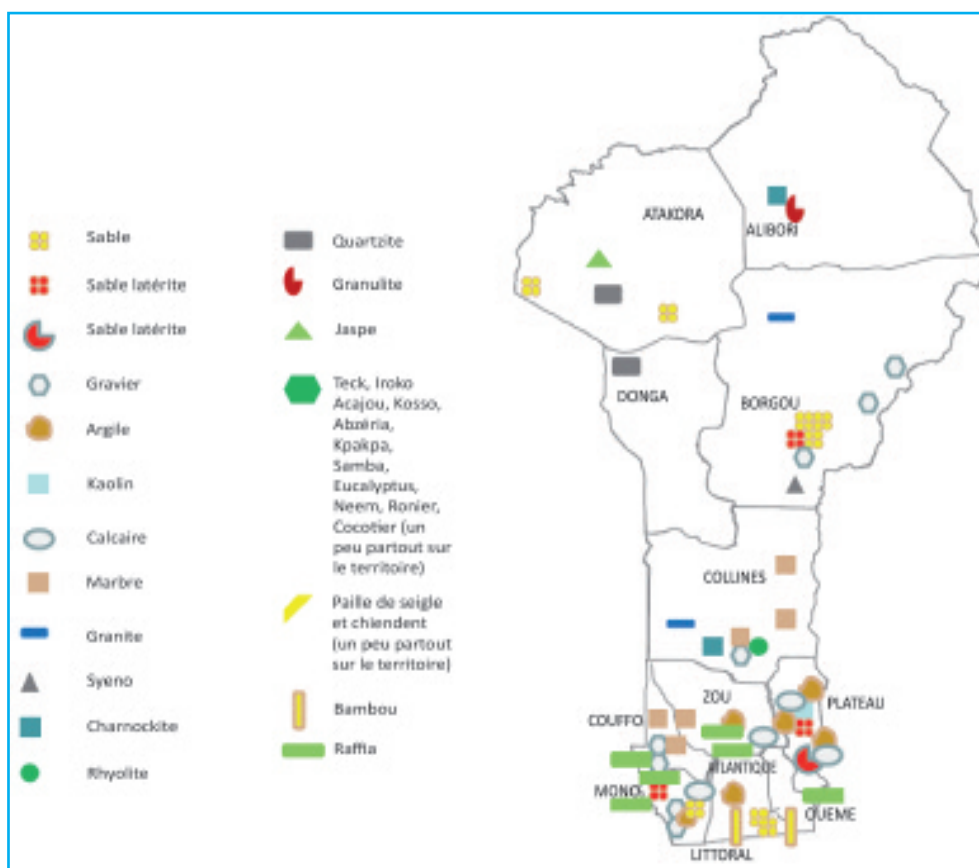 Sable
Sable latérite
Sable latérite
Gravier
Argile
Kaolin
Calcaire
Marbre
Granite
Syeno
Charnockite
Rhyolite
Quartzite
Granulite
Jaspe
Teck, Iroko
Acajou, Kosso,
Abzéria,
Kpakpa,
Samba,
Eucalyptus,
Neem, Ronier,
Cocotier (un
peu partout sur
le territoire)
Paille de seigle
et chiendent
(un peu partout
sur le territoire)
Bambou
Raffia
ATAKORA
ALIBORI
DONGA
BORGOU
COLLINES
ZOU
PLATEAU
COUFFO
ATLANTIQUE
MONO
OUEME
LITTORAL